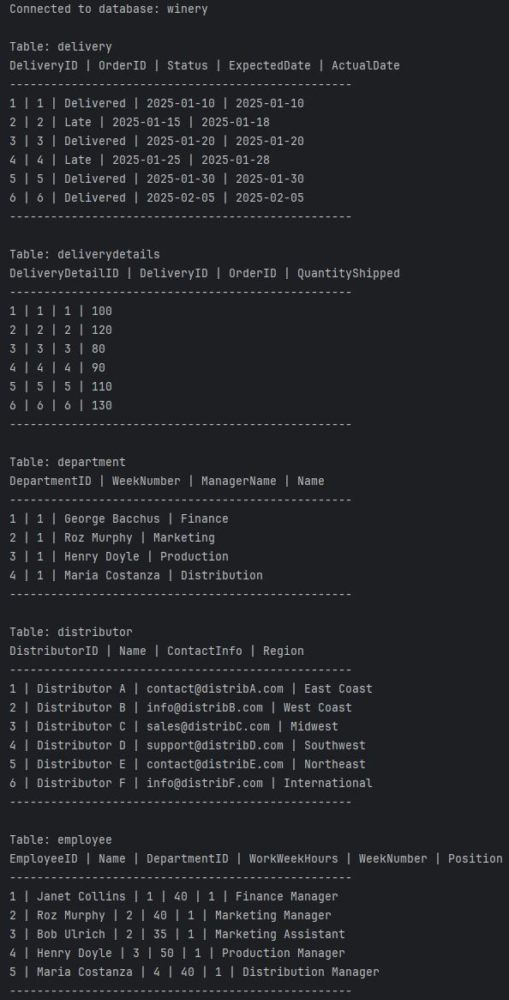 Connected to database: winery
Table: delivery
DeliveryID | OrderID | Status | ExpectedDate | ActualDate
--------------------------------------------------
1 | 1 | Delivered | 2025-01-10 | 2025-01-10
2 | 2 | Late | 2025-01-15 | 2025-01-18
3 | 3 | Delivered | 2025-01-20 | 2025-01-20
4 | 4 | Late | 2025-01-25 | 2025-01-28
5 | 5 | Delivered | 2025-01-30 | 2025-01-30
6 | 6 | Delivered | 2025-02-05 | 2025-02-05
--------------------------------------------------
Table: deliverydetails
DeliveryDetailID | DeliveryID | OrderID | QuantityShipped
--------------------------------------------------
1 | 1 | 1 | 100
2 | 2 | 2 | 120
3 | 3 | 3 | 80
4 | 4 | 4 | 90
5 | 5 | 5 | 110
6 | 6 | 6 | 130
--------------------------------------------------
Table: department
DepartmentID | WeekNumber | ManagerName | Name
--------------------------------------------------
1 | 1 | George Bacchus | Finance
2 | 1 | Roz Murphy | Marketing
3 | 1 | Henry Doyle | Production
4 | 1 | Maria Costanza | Distribution
--------------------------------------------------
Table: distributor
DistributorID | Name | ContactInfo | Region
--------------------------------------------------
1 | Distributor A | contact@distribA.com | East Coast
2 | Distributor B | info@distribB.com | West Coast
3 | Distributor C | sales@distribC.com | Midwest
4 | Distributor D | support@distribD.com | Southwest
5 | Distributor E | contact@distribE.com | Northeast
6 | Distributor F | info@distribF.com | International
--------------------------------------------------
Table: employee
EmployeeID | Name | DepartmentID | WorkWeekHours | WeekNumber | Position
--------------------------------------------------
1 | Janet Collins | 1 | 40 | 1 | Finance Manager
2 | Roz Murphy | 2 | 40 | 1 | Marketing Manager
3 | Bob Ulrich | 2 | 35 | 1 | Marketing Assistant
4 | Henry Doyle | 3 | 50 | 1 | Production Manager
5 | Maria Costanza | 4 | 40 | 1 | Distribution Manager
--------------------------------------------------